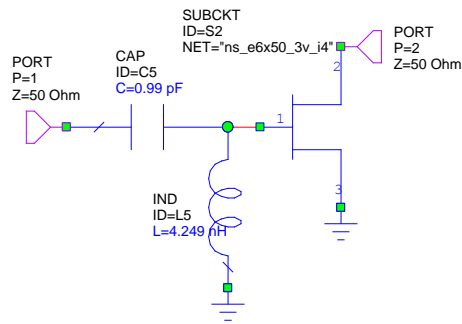 SUBCKT
ID=S2
NET="ns_e6x50_3v_i4"
PORT
P=2
Z=50 Ohm
2
CAP
ID=C5
C=0.99 pF
PORT
P=1
Z=50 Ohm
1
3
IND
ID=L5
L=4.249 nH